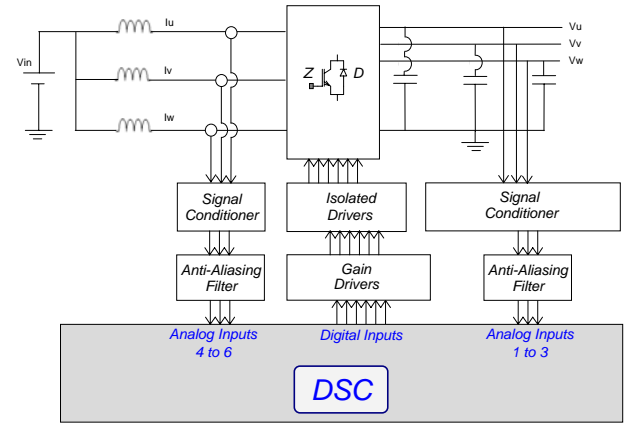 Iu
Vu
Vin
Iv
Vv
Z
D
Vw
Iw
Signal
Conditioner
Isolated
Drivers
Signal
Conditioner
Anti-Aliasing
Filter
Gain
Drivers
Anti-Aliasing
Filter
Analog Inputs
4 to 6
Digital Inputs
Analog Inputs
1 to 3
DSC